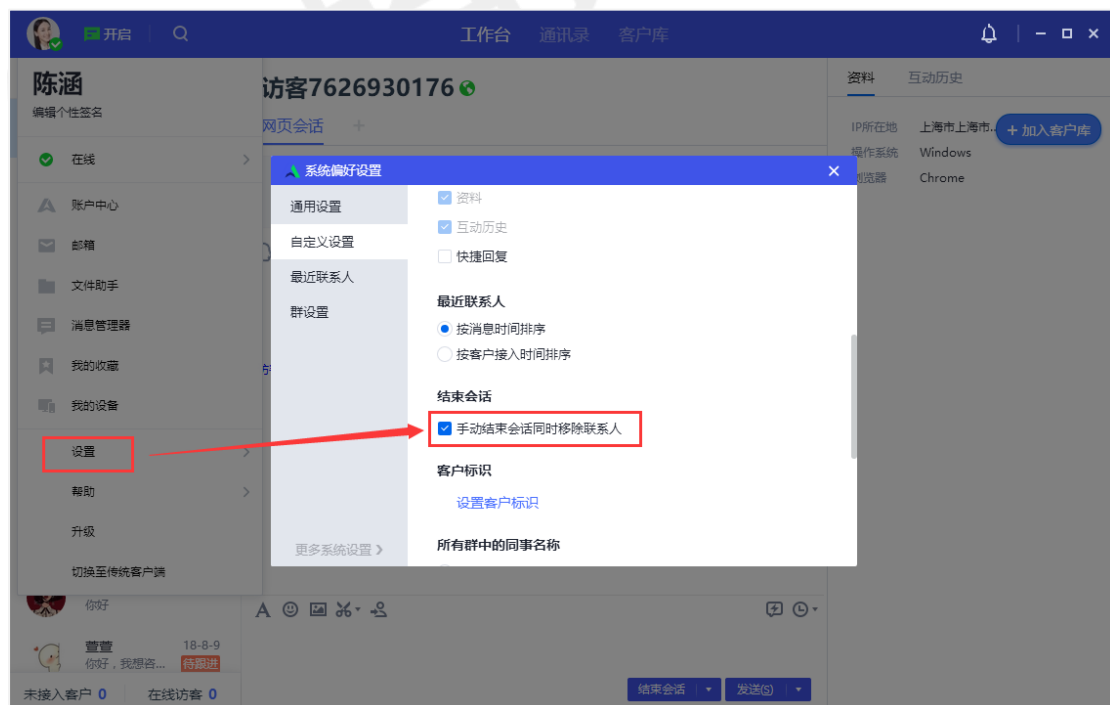 开启
工作台 通讯录 客户库
陈涵
编辑个性签名
在线
账户中心
邮箱
文件助手
消息管理器
我的收藏
我的设备
设置
帮助
升级
切换至传统客户端
你好
萱萱 18-8-9
你好，我想咨... 待跟进
未接入客户 0 在线访客 0
访客7626930176
网页会话 +
系统偏好设置
通用设置
自定义设置
最近联系人
群设置
更多系统设置
资料
互动历史
快捷回复
最近联系人
按消息时间排序
按客户接入时间排序
结束会话
手动结束会话同时移除联系人
客户标识
设置客户标识
所有群中的同事名称
结束会话 发送(S)
资料 互动历史
IP所在地 上海市上海市... + 加入客户库
操作系统 Windows
浏览器 Chrome